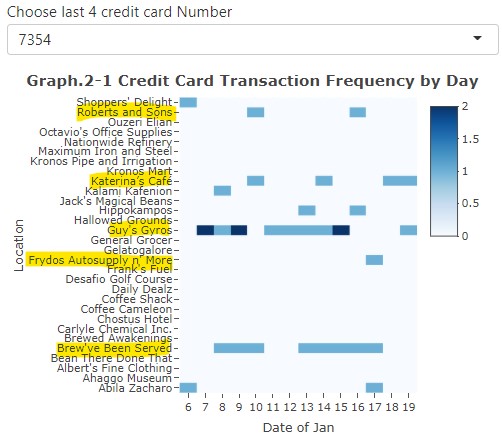 Choose last 4 credit card Number
7354
Graph.2-1 Credit Card Transaction Frequency by Day
Shoppers' Delight
Roberts and Sons
Ouzeri Elian
Octavio's Office Supplies
Nationwide Refinery
Maximum Iron and Steel
Kronos Pipe and Irrigation
Kronos Mart
Katerina's Café
Kalami Kafenion
Jack's Magical Beans
Hippokampos
Hallowed Grounds
Guy's Gyros
General Grocer
Gelatogalore
Frydos Autosupply n' More
Frank's Fuel
Desafio Golf Course
Daily Dealz
Coffee Shack
Coffee Cameleon
Chostus Hotel
Carlyle Chemical Inc.
Brewed Awakenings
Brew've Been Served
Bean There Done That
Albert's Fine Clothing
Ahaggo Museum
Abila Zacharo
Location
6 7 8 9 10 11 12 13 14 15 16 17 18 19
Date of Jan
2
1.5
1
0.5
0